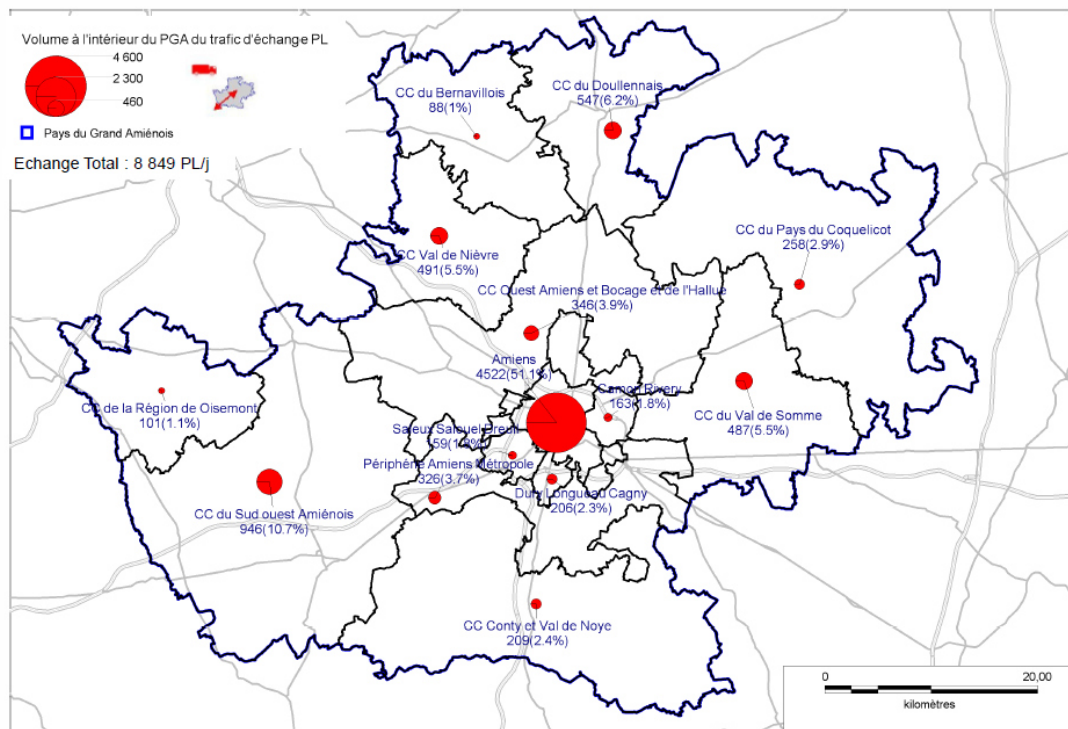 Volume à l'intérieur du PGA du trafic d'échange PL
4 600
2 300
460
Pays du Grand Amiénois
Echange Total : 8 849 PL/j
CC du Bernavillois
88(1%)
CC du Doullennais
547(6.2%)
CC Val de Nièvre
491(5.5%)
CC du Pays du Coquelicot
258(2.9%)
CC Ouest Amiens et Bocage et de l'Hallue
346(3.9%)
Amiens
4522(51.1%)
Camon Rivery
163(1.8%)
CC de la Région de Oisemont
101(1.1%)
CC du Val de Somme
487(5.5%)
Saleux Salouel Dreuil
Périphérie Amiens Métropole
326(3.7%)
Dury Longueau Cagny
206(2.3%)
CC du Sud ouest Amiénois
946(10.7%)
CC Conty et Val de Noye
209(2.4%)
0
20,00
kilomètres